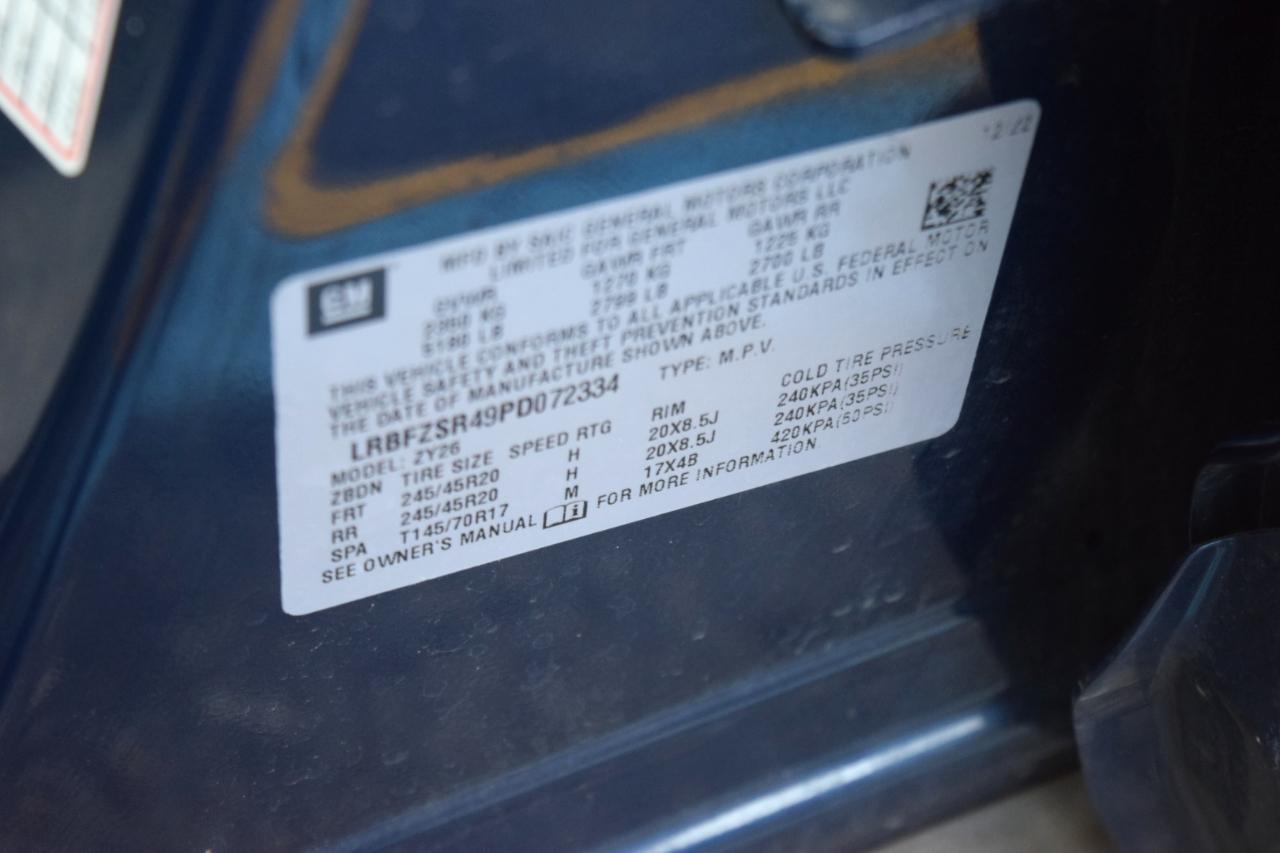 12/22
GM
MFD BY SAIC GENERAL MOTORS CORPORATION
LIMITED FOR GENERAL MOTORS LLC
GVWR GAWR FRT GAWR RR
2350 KG 1270 KG 1225 KG
5180 LB 2799 LB 2700 LB
THIS VEHICLE CONFORMS TO ALL APPLICABLE U.S. FEDERAL MOTOR
VEHICLE SAFETY AND THEFT PREVENTION STANDARDS IN EFFECT ON
THE DATE OF MANUFACTURE SHOWN ABOVE.
LRBFZSR49PD072334 TYPE: M.P.V.
MODEL: ZY26
ZBDN TIRE SIZE SPEED RTG RIM COLD TIRE PRESSURE
FRT 245/45R20 H 20X8.5J 240KPA(35PSI)
RR 245/45R20 H 20X8.5J 240KPA(35PSI)
SPA T145/70R17 M 17X4B 420KPA(60PSI)
SEE OWNER'S MANUAL FOR MORE INFORMATION